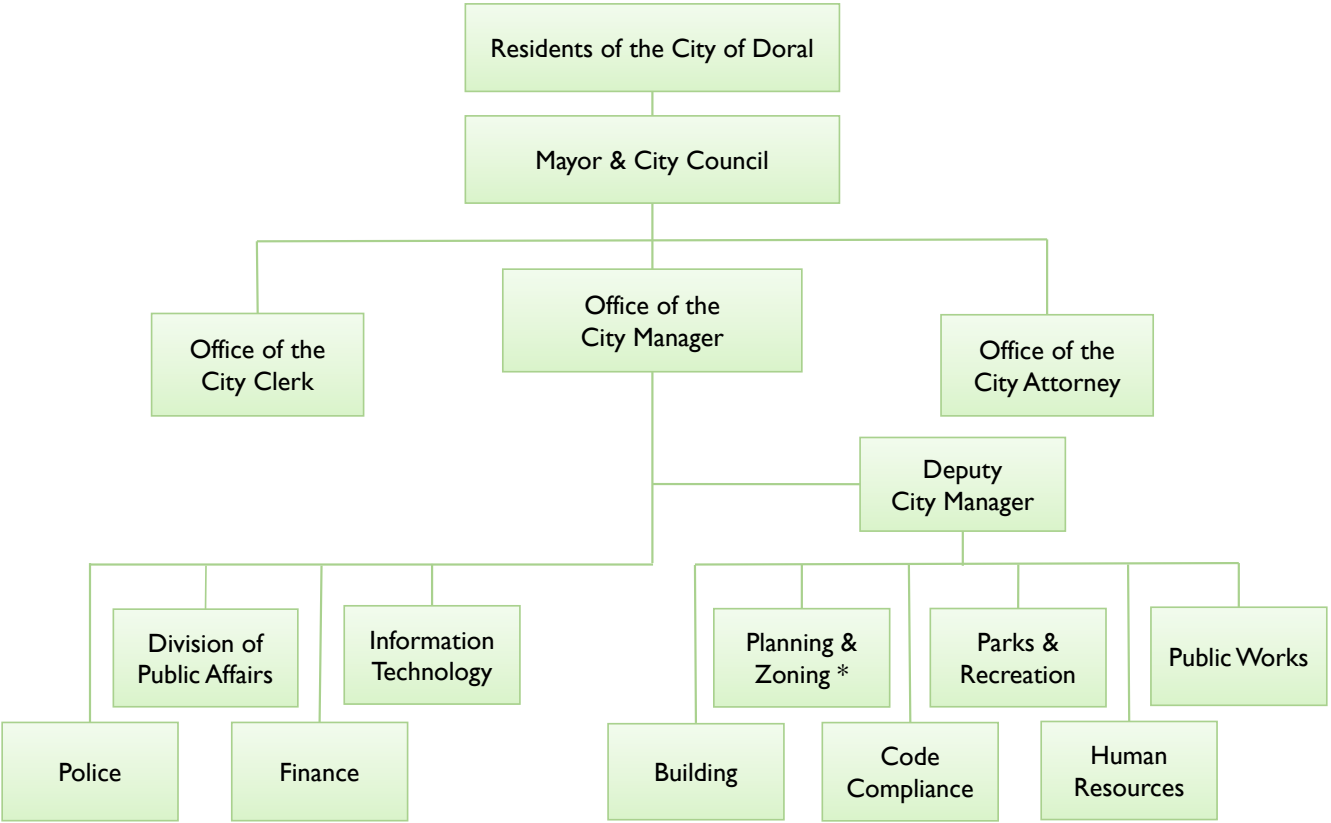 Residents of the City of Doral
Mayor & City Council
Office of the
City Manager
Office of the
City Clerk
Office of the
City Attorney
Deputy
City Manager
Division of
Public Affairs
Information
Technology
Planning &
Zoning *
Parks &
Recreation
Public Works
Police
Finance
Building
Code
Compliance
Human
Resources